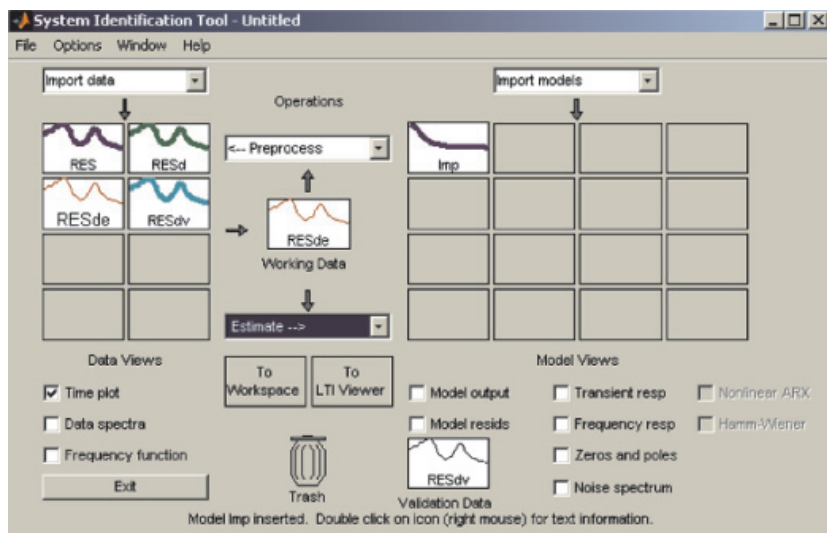 System Identification Tool - Untitled
File Options Window Help
Import data
Import models
Operations
RES
RESd
<-- Preprocess
Imp
RESde
RESdv
RESde
Working Data
Estimate -->
Data Views
To Workspace
To LTI Viewer
Model Views
Time plot
Model output
Transient resp
Nonlinear ARX
Data spectra
Model resids
Frequency resp
Hamm-Wiener
Frequency function
Zeros and poles
RESdv
Exit
Trash
Validation Data
Noise spectrum
Model Imp inserted. Double click on icon (right mouse) for text information.